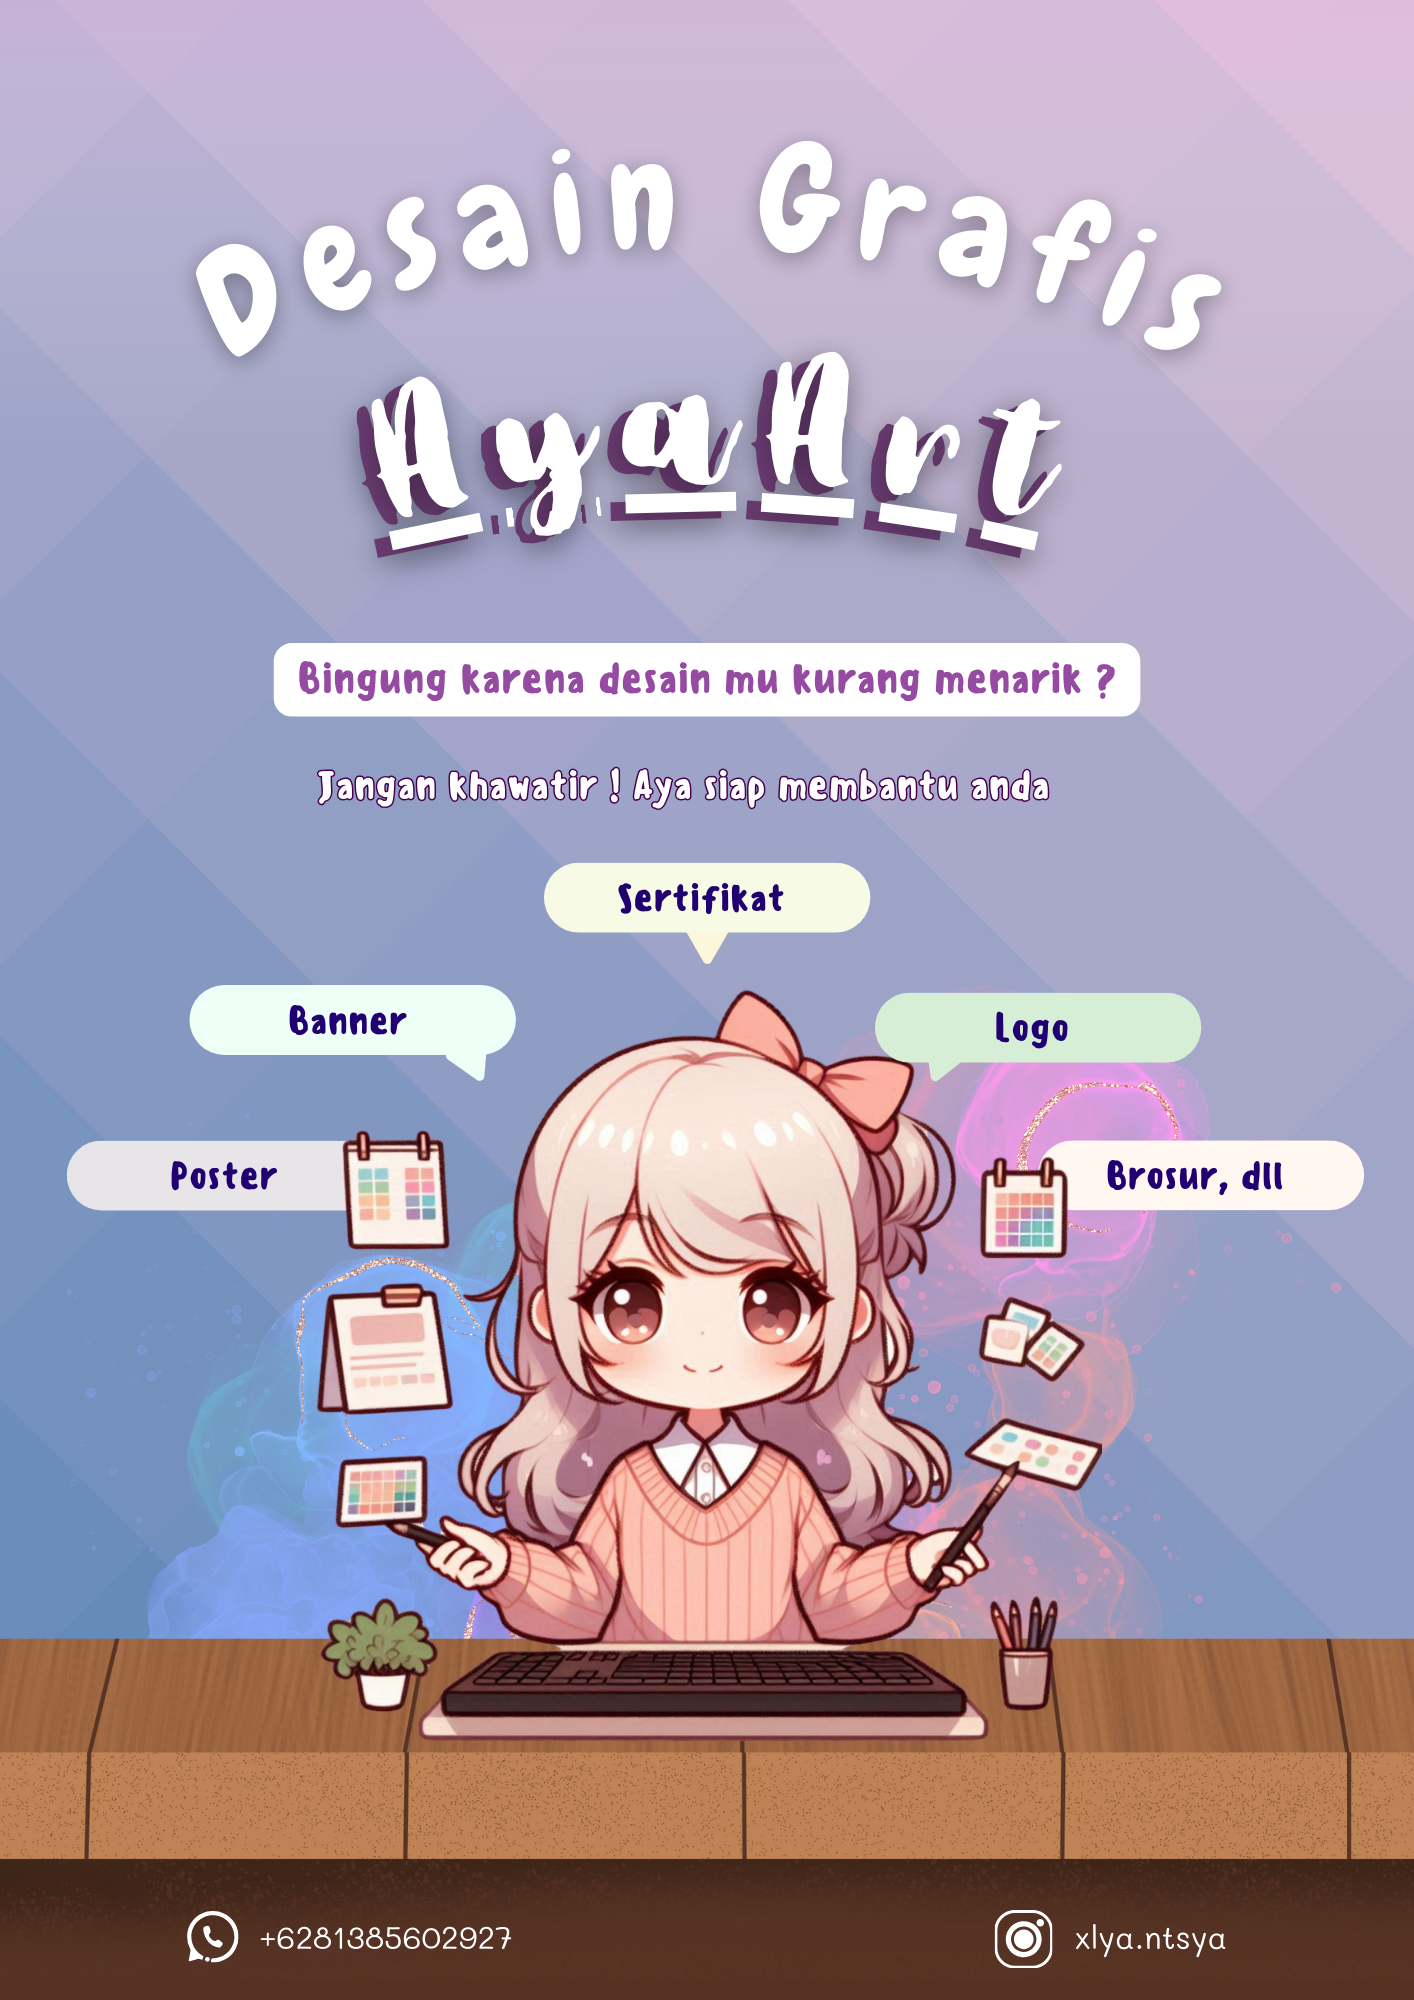 Desain Grafis
AyaArt
Bingung karena desain mu kurang menarik ?
Jangan khawatir ! Aya siap membantu anda
Sertifikat
Banner
Logo
Poster
Brosur, dll
+6281385602927
xlya.ntsya